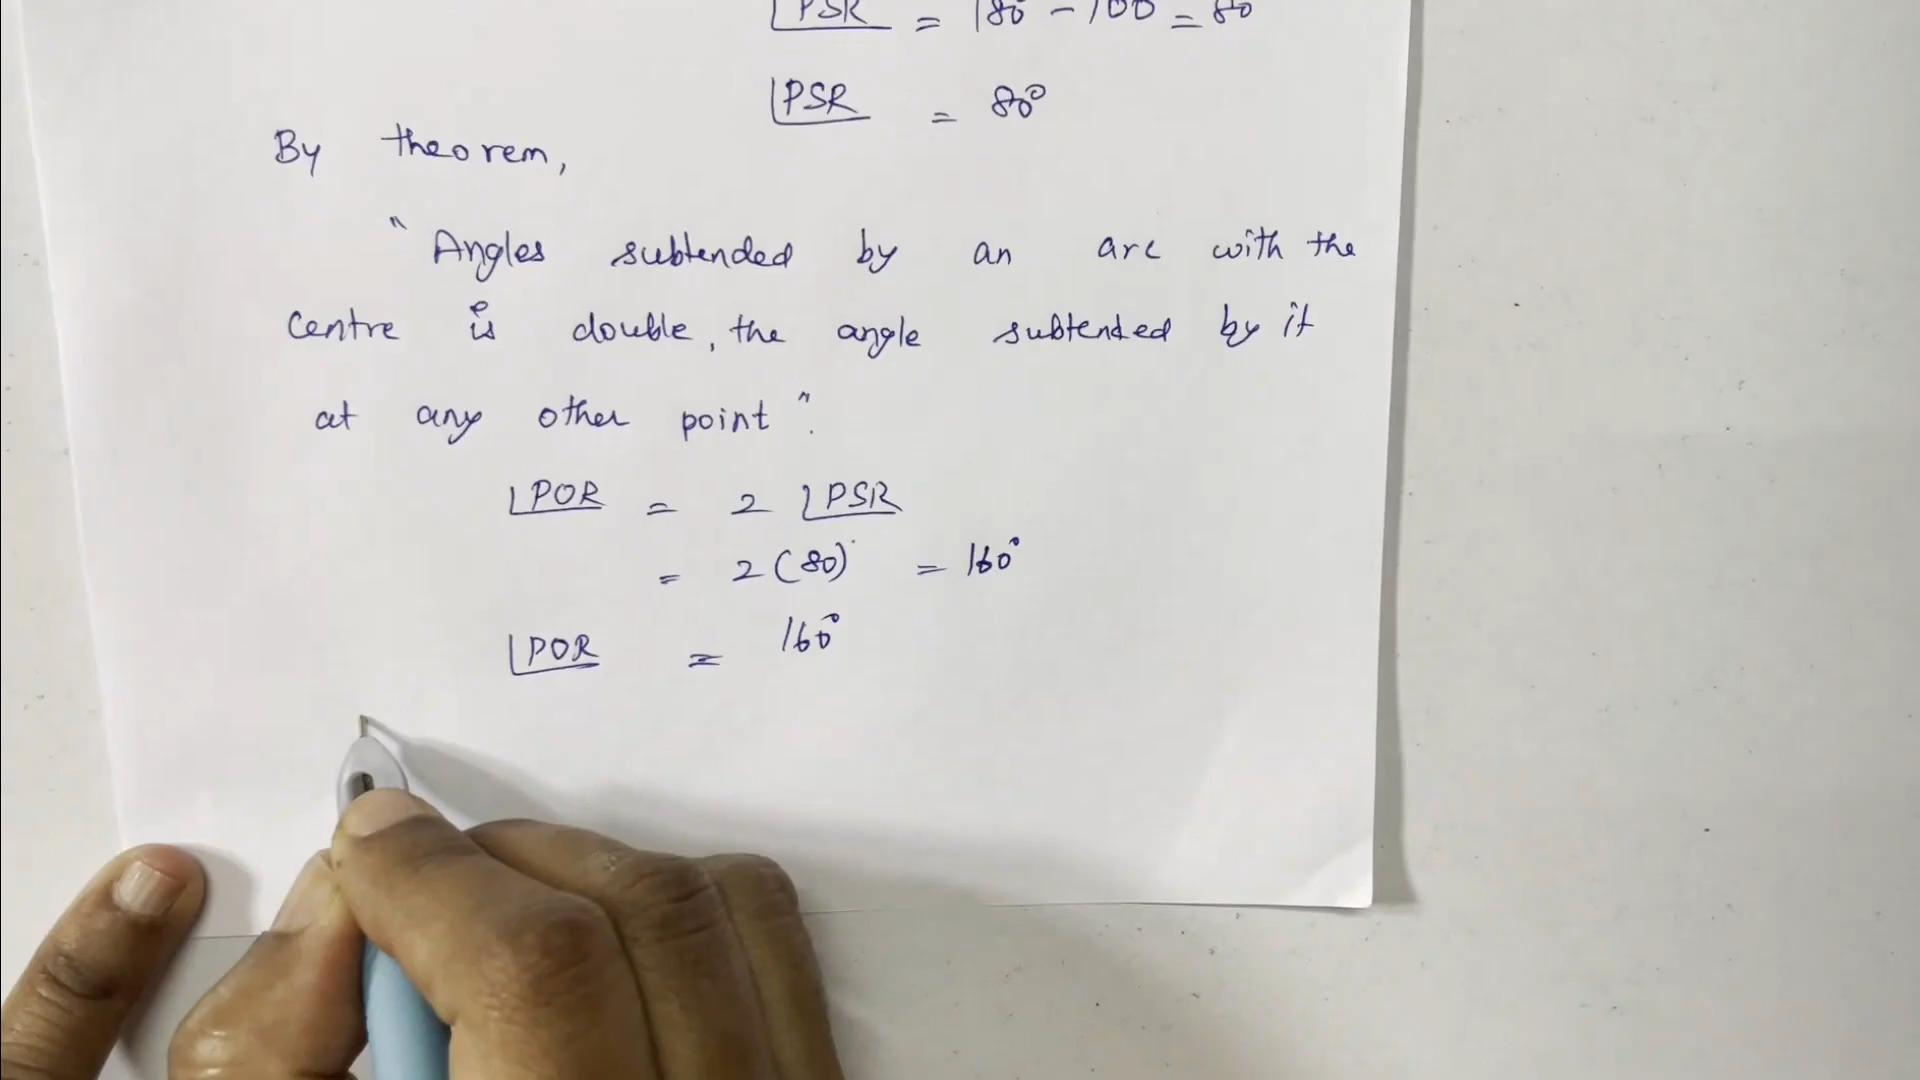 ∠PSR = 180 - 100 = 80
∠PSR = 80°
By theorem,
"Angles subtended by an arc with the
centre is double, the angle subtended by it
at any other point".
∠POR = 2 ∠PSR
= 2(80) = 160°
∠POR = 160°